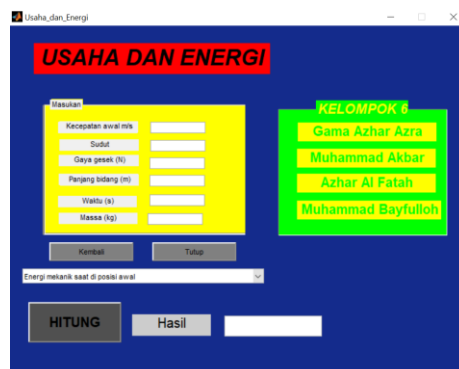 Usaha_dan_Energi
USAHA DAN ENERGI
Masukan
Kecepatan awal m/s
Sudut
Gaya gesek (N)
Panjang bidang (m)
Waktu (s)
Massa (kg)
KELOMPOK 6
Gama Azhar Azra
Muhammad Akbar
Azhar Al Fatah
Muhammad Bayfulloh
Kembali
Tutup
Energi mekanik saat di posisi awal
HITUNG
Hasil